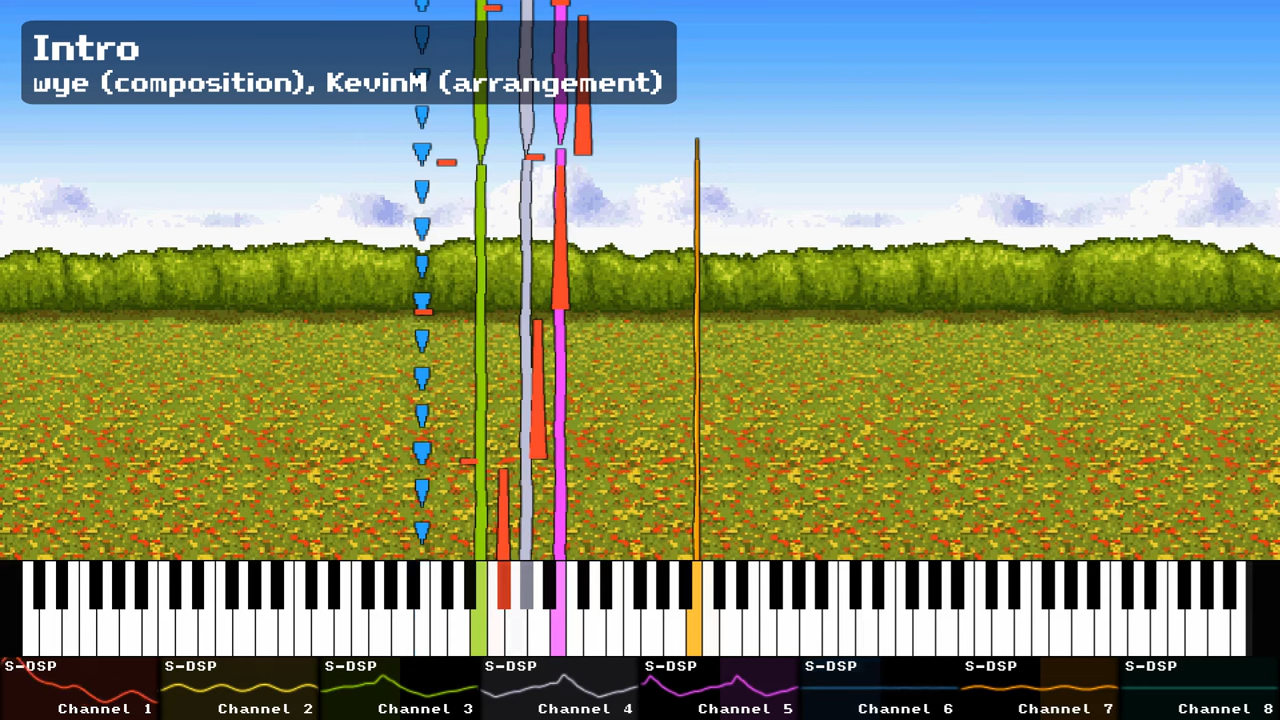 Intro
wye (composition), KevinM (arrangement)
S-DSP S-DSP S-DSP S-DSP S-DSP S-DSP S-DSP S-DSP
Channel 1 Channel 2 Channel 3 Channel 4 Channel 5 Channel 6 Channel 7 Channel 8